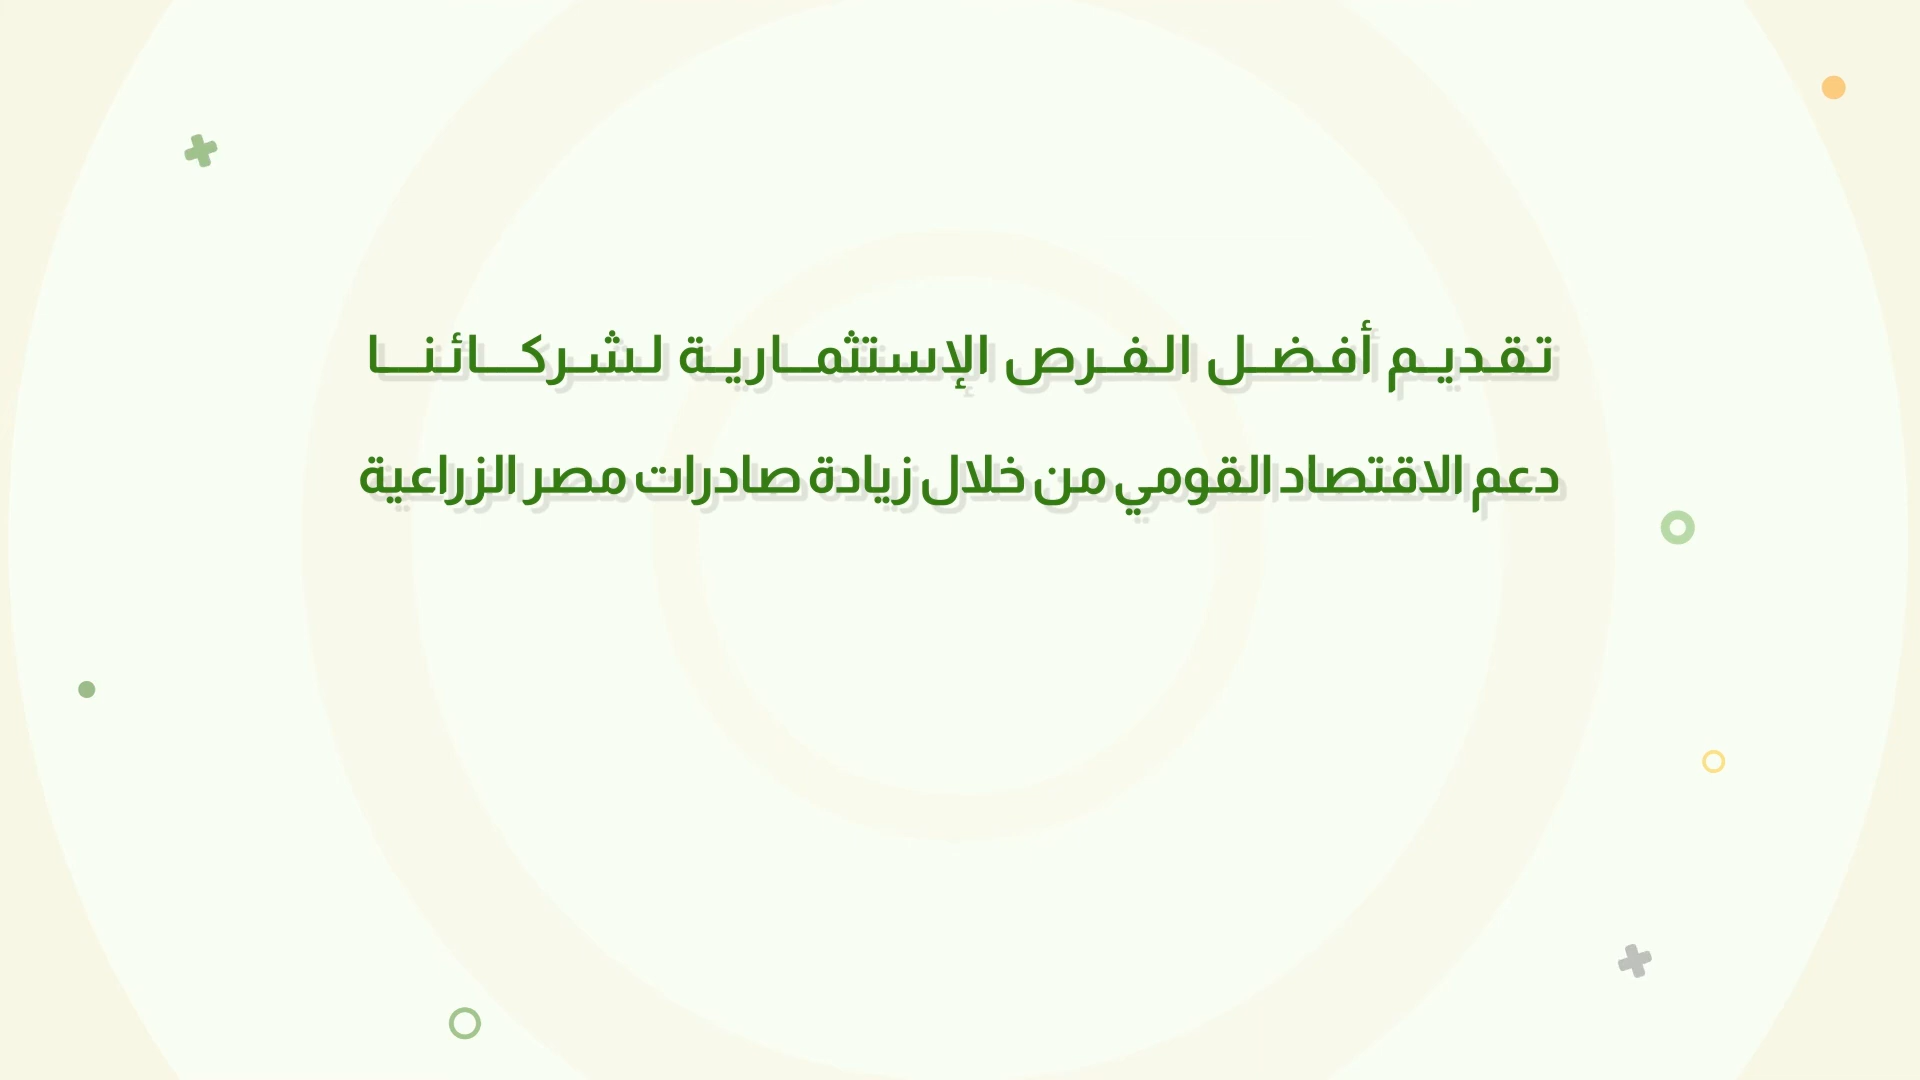 تقديم أفضل الفرص الإستثمارية لشركائنا
دعم الاقتصاد القومي من خلال زيادة صادرات مصر الزراعية